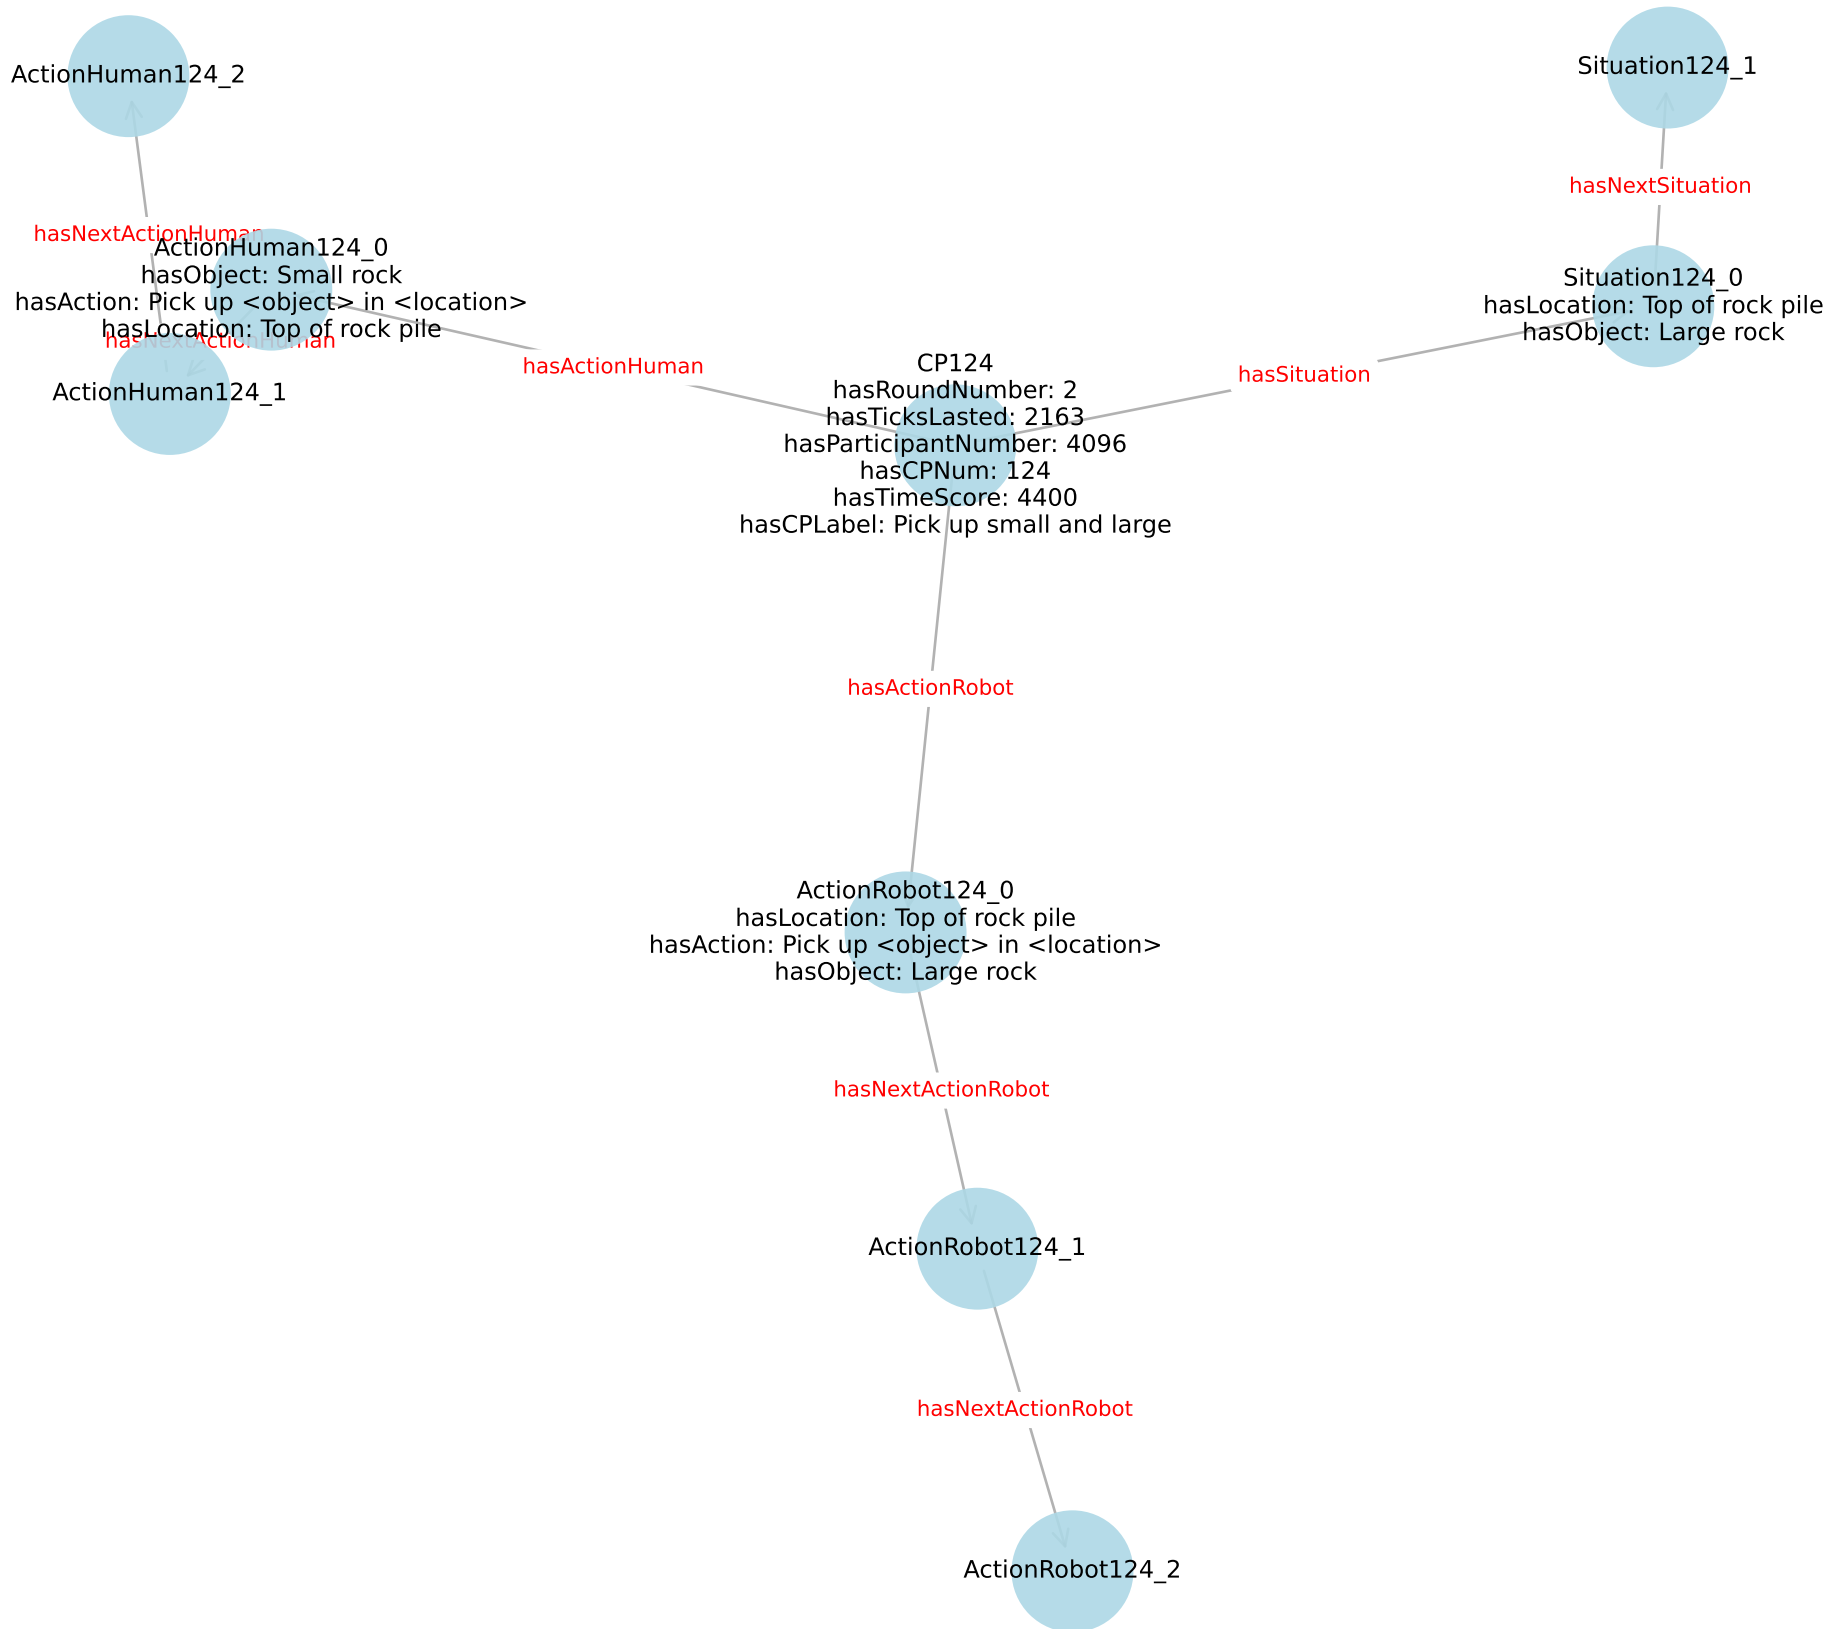 ActionHuman124_2
Situation124_1
hasNextSituation
hasNextActionHuman
ActionHuman124_0
hasObject: Small rock
hasAction: Pick up <object> in <location>
hasLocation: Top of rock pile
hasNextActionHuman
ActionHuman124_1
Situation124_0
hasLocation: Top of rock pile
hasObject: Large rock
hasActionHuman
hasSituation
CP124
hasRoundNumber: 2
hasTicksLasted: 2163
hasParticipantNumber: 4096
hasCPNum: 124
hasTimeScore: 4400
hasCPLabel: Pick up small and large
hasActionRobot
ActionRobot124_0
hasLocation: Top of rock pile
hasAction: Pick up <object> in <location>
hasObject: Large rock
hasNextActionRobot
ActionRobot124_1
hasNextActionRobot
ActionRobot124_2